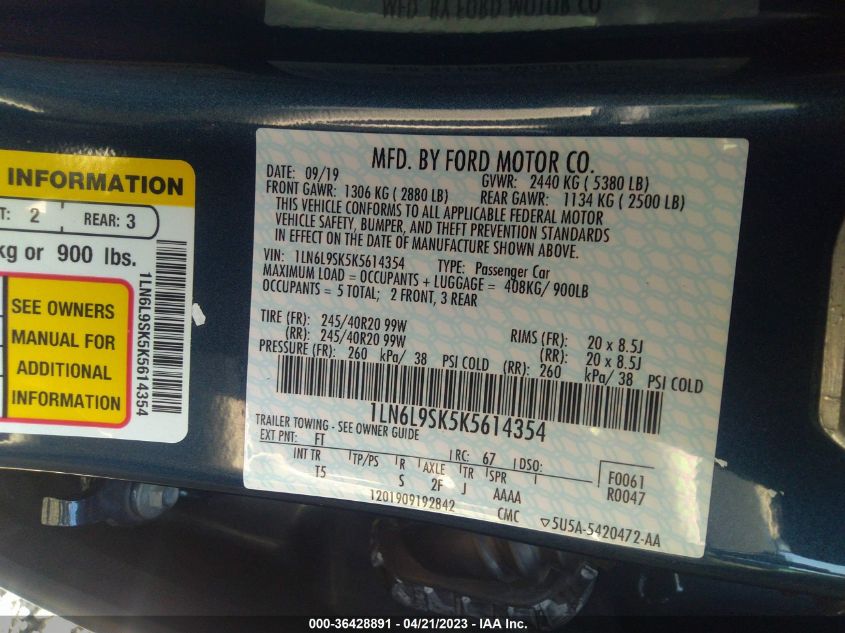 MFD. BY FORD MOTOR CO
INFORMATION
T: 2 REAR: 3
kg or 900 lbs.
SEE OWNERS
MANUAL FOR
ADDITIONAL
INFORMATION
1LN6L9SK5K5614354
MFD. BY FORD MOTOR CO.
DATE: 09/19 GVWR: 2440 KG ( 5380 LB)
FRONT GAWR: 1306 KG ( 2880 LB) REAR GAWR: 1134 KG ( 2500 LB)
THIS VEHICLE CONFORMS TO ALL APPLICABLE FEDERAL MOTOR
VEHICLE SAFETY, BUMPER, AND THEFT PREVENTION STANDARDS
IN EFFECT ON THE DATE OF MANUFACTURE SHOWN ABOVE.
VIN: 1LN6L9SK5K5614354 TYPE: Passenger Car
MAXIMUM LOAD = OCCUPANTS + LUGGAGE = 408KG/ 900LB
OCCUPANTS = 5 TOTAL; 2 FRONT, 3 REAR
TIRE (FR): 245/40R20 99W RIMS (FR): 20 x 8.5J
(RR): 245/40R20 99W (RR): 20 x 8.5J
PRESSURE (FR): 260 kPa/ 38 PSI COLD (RR): 260 kPa/ 38 PSI COLD
1LN6L9SK5K5614354
TRAILER TOWING - SEE OWNER GUIDE
EXT PNT: FT RC: 67 DSO: F0061
INT TR TP/PS R AXLE TR SPR R0047
T5 S 2F J AAAA
1201909192842 CMC ▽5U5A-5420472-AA
000-36428891 - 04/21/2023 - IAA Inc.